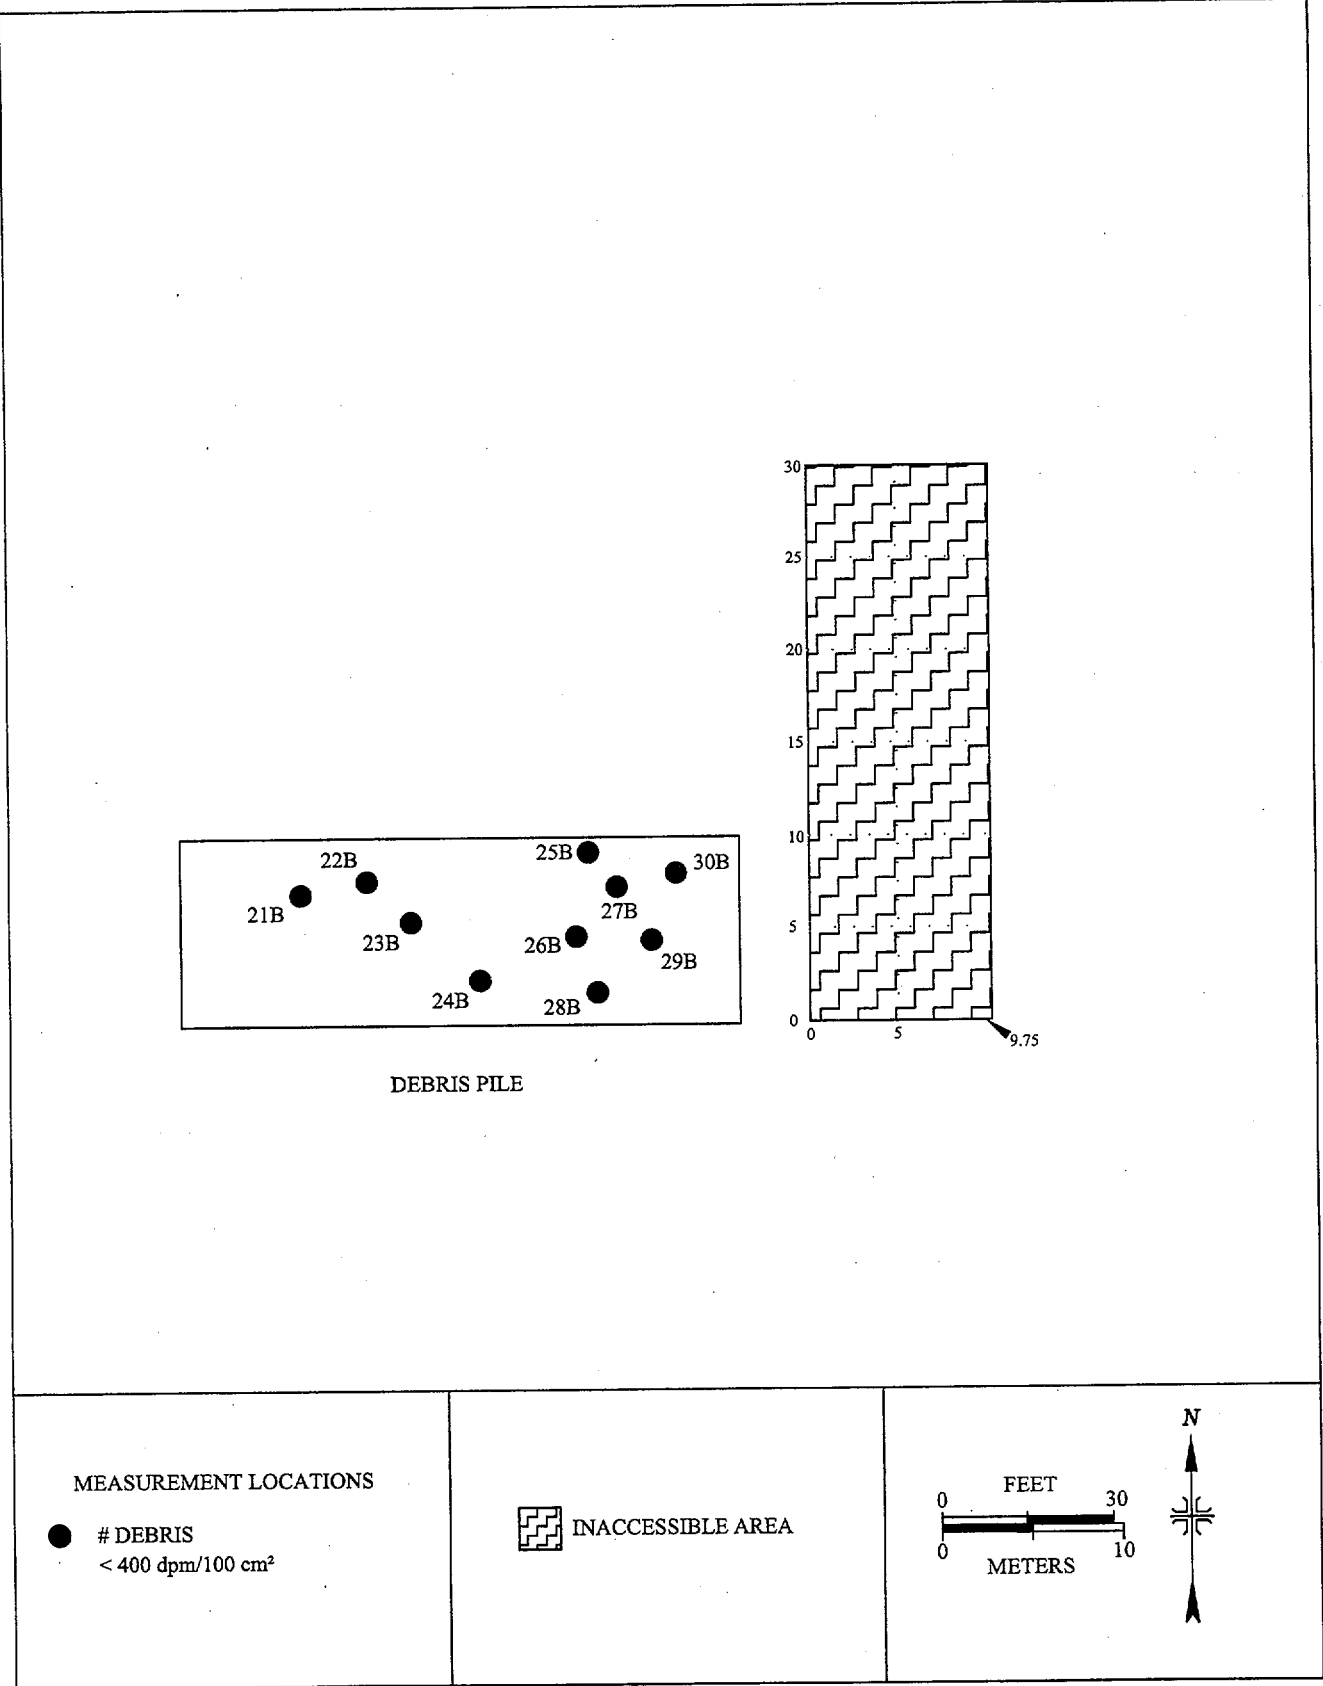 30
25
20
15
10
5
0
0 5
9.75
22B
25B
30B
21B
27B
23B
26B
29B
24B
28B
DEBRIS PILE
MEASUREMENT LOCATIONS
# DEBRIS
< 400 dpm/100 cm²
INACCESSIBLE AREA
FEET
0 30
0 10
METERS
N